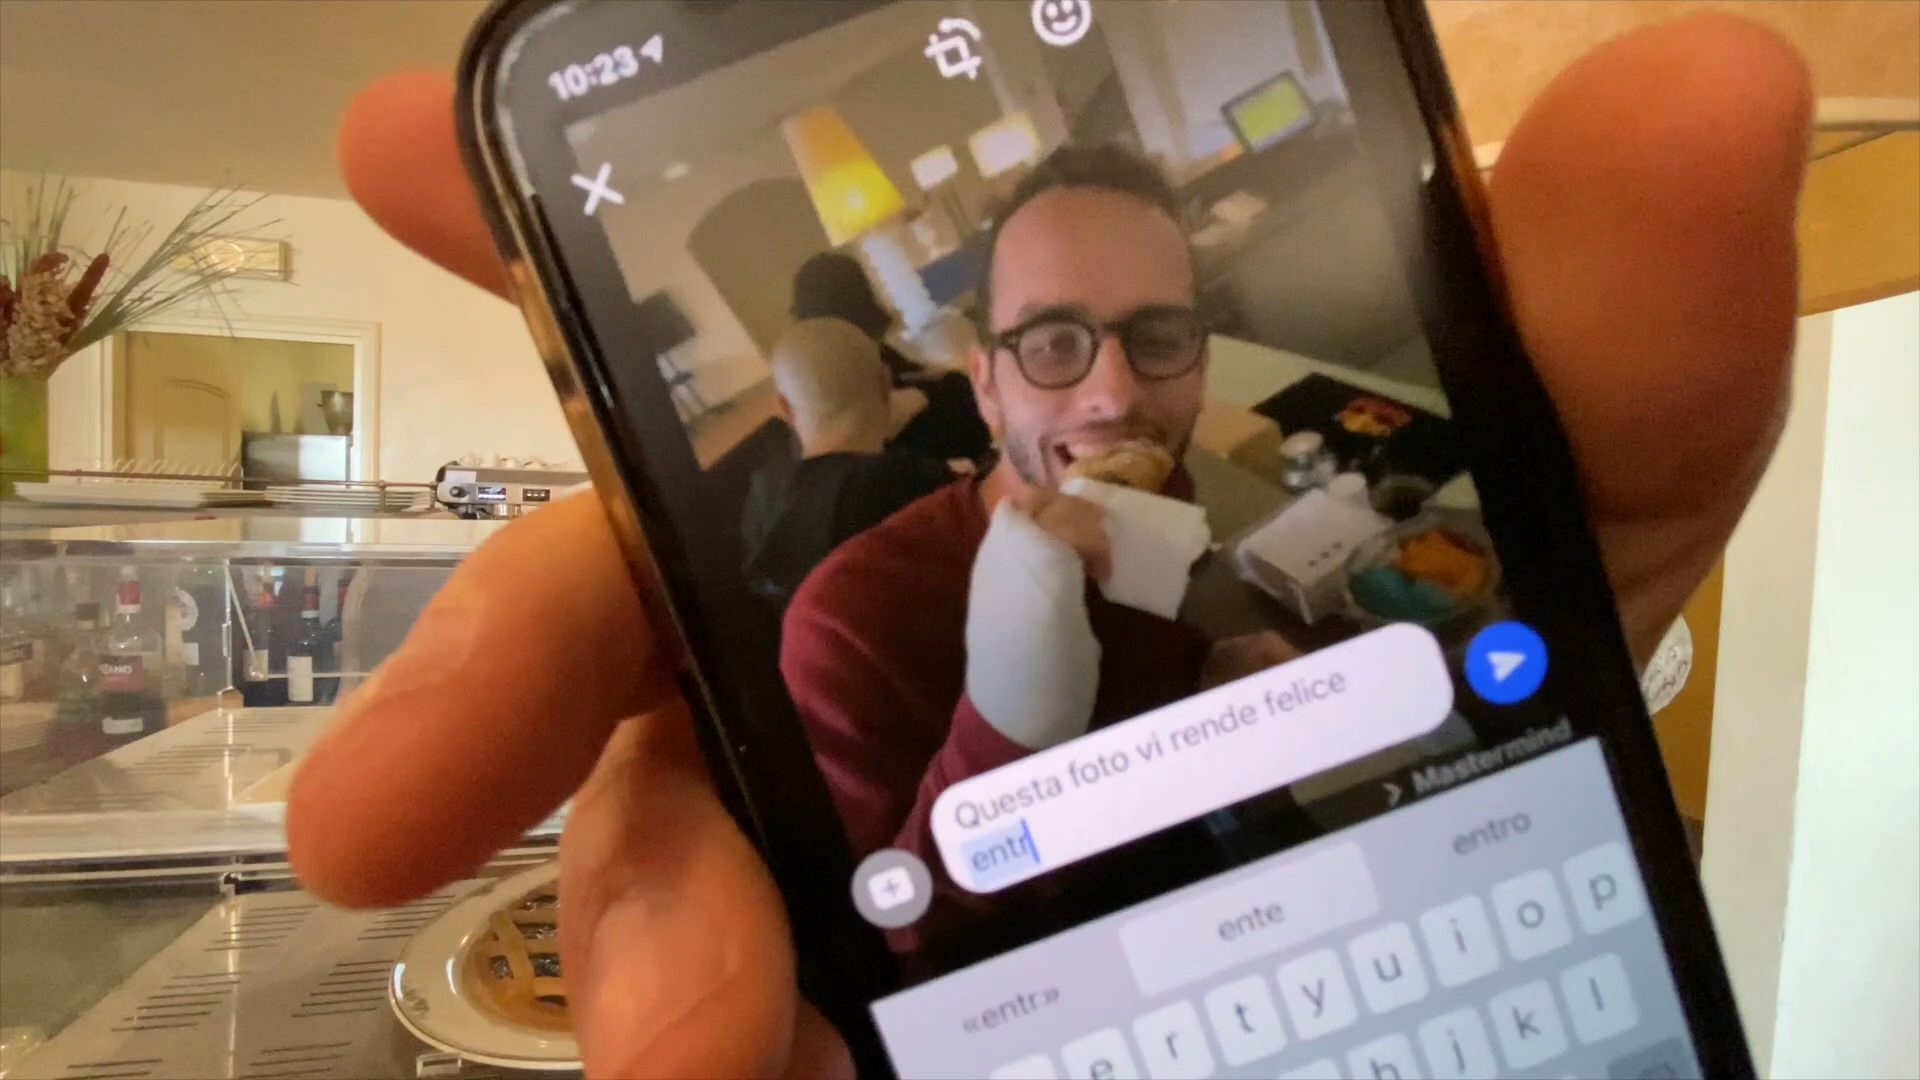 10:23
Questa foto vi rende felice
entr
> Mastermind
«entr»
ente
entro
e r t y u i o p
h j k l